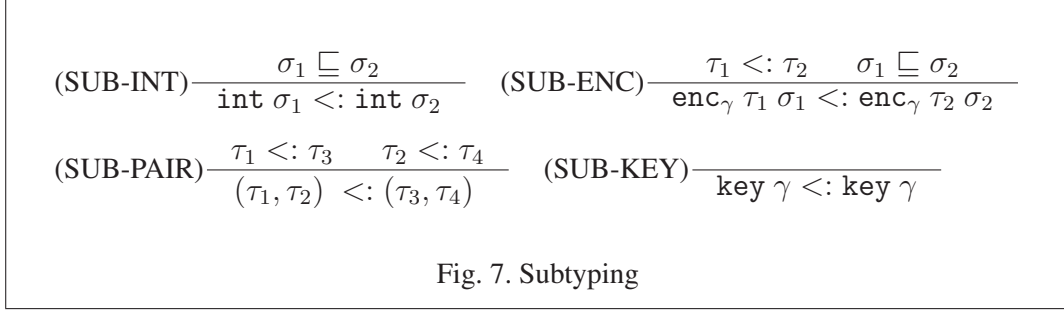 (SUB-INT) σ₁ ⊑ σ₂ / int σ₁ <: int σ₂ (SUB-ENC) τ₁ <: τ₂ σ₁ ⊑ σ₂ / enc_γ τ₁ σ₁ <: enc_γ τ₂ σ₂
(SUB-PAIR) τ₁ <: τ₃ τ₂ <: τ₄ / (τ₁, τ₂) <: (τ₃, τ₄) (SUB-KEY) / key γ <: key γ
Fig. 7. Subtyping